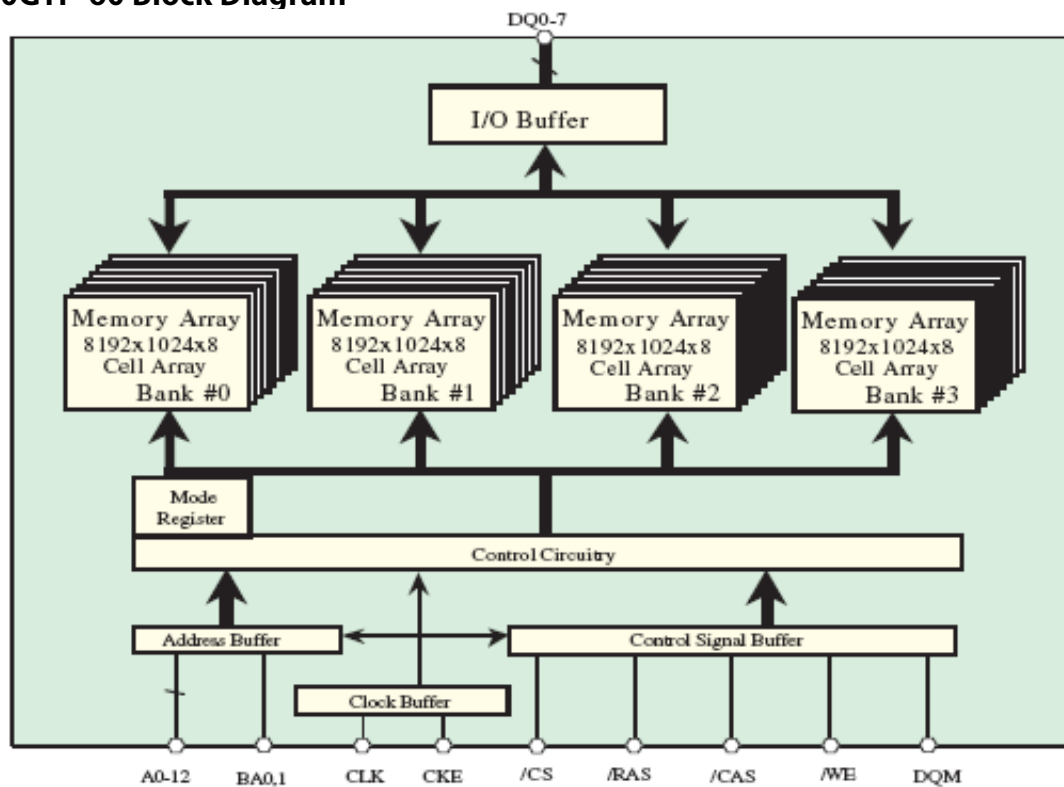 Block Diagram
DQ0-7
I/O Buffer
Memory Array
8192x1024x8
Cell Array
Bank #0
Memory Array
8192x1024x8
Cell Array
Bank #1
Memory Array
8192x1024x8
Cell Array
Bank #2
Memory Array
8192x1024x8
Cell Array
Bank #3
Mode
Register
Control Circuitry
Address Buffer
Control Signal Buffer
Clock Buffer
A0-12
BA0,1
CLK
CKE
/CS
/RAS
/CAS
/WE
DQM